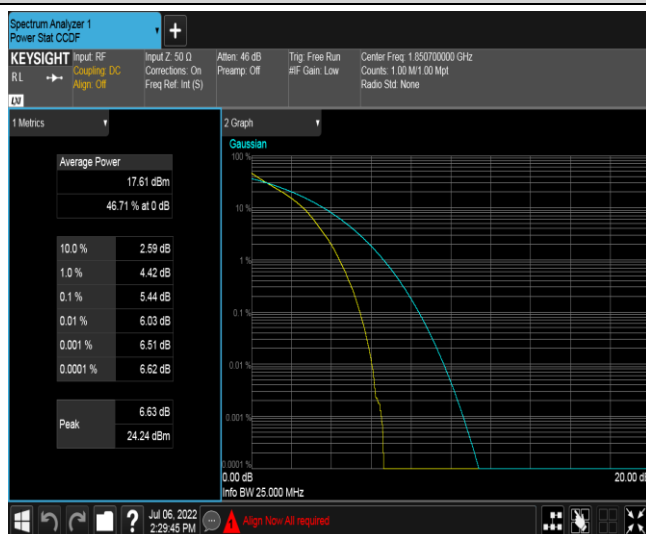 Spectrum Analyzer 1
Power Stat CCDF
+
KEYSIGHT
RL
LXI
Input: RF
Coupling: DC
Align: Off
Input Z: 50 Ω
Corrections: On
Freq Ref: Int (S)
Atten: 46 dB
Preamp: Off
Trig: Free Run
#IF Gain: Low
Center Freq: 1.850700000 GHz
Counts: 1.00 M/1.00 Mpt
Radio Std: None
1 Metrics
Average Power
17.61 dBm
46.71 % at 0 dB
10.0 % 2.59 dB
1.0 % 4.42 dB
0.1 % 5.44 dB
0.01 % 6.03 dB
0.001 % 6.51 dB
0.0001 % 6.62 dB
Peak
6.63 dB
24.24 dBm
2 Graph
Gaussian
100 %
10 %
1 %
0.1 %
0.01 %
0.001 %
0.0001 %
0.00 dB
20.00 dB
Info BW 25.000 MHz
?
Jul 06, 2022
2:29:45 PM
Align Now All required